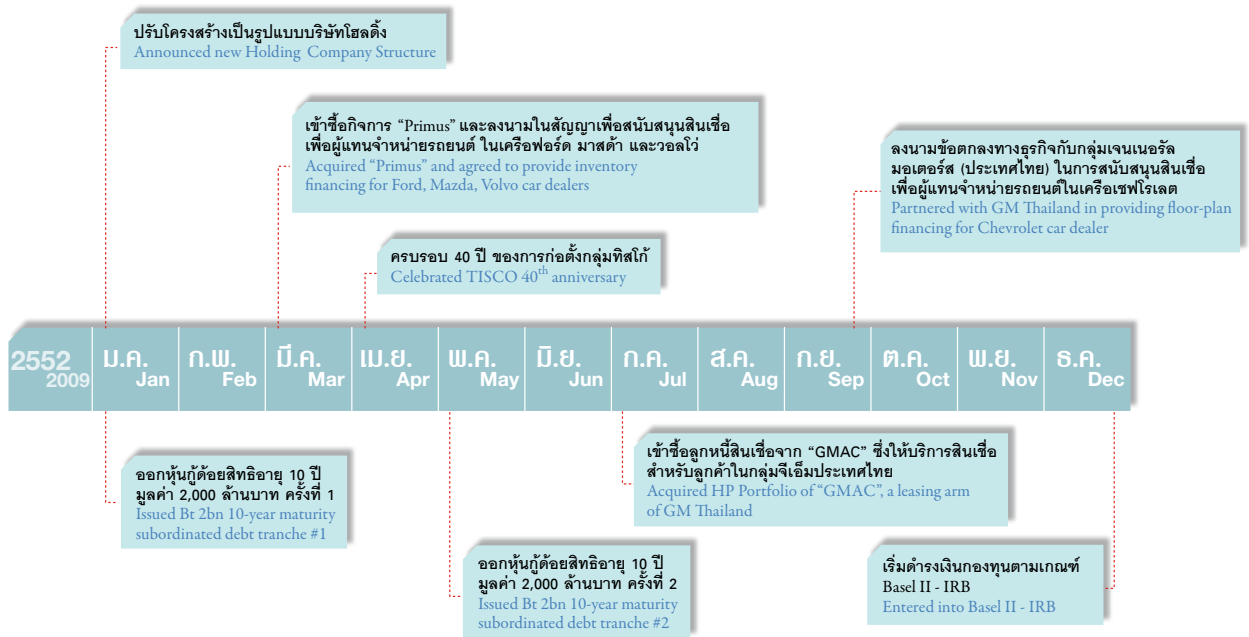 ปรับโครงสร้างเป็นรูปแบบบริษัทโฮลดิ้ง
Announced new Holding Company Structure
เข้าซื้อกิจการ “Primus” และลงนามในสัญญาเพื่อสนับสนุนสินเชื่อ
เพื่อผู้แทนจำหน่ายรถยนต์ ในเครือฟอร์ด มาสด้า และวอลโว่
Acquired “Primus” and agreed to provide inventory
financing for Ford, Mazda, Volvo car dealers
ลงนามข้อตกลงทางธุรกิจกับกลุ่มเจนเนอรัล
มอเตอร์ส (ประเทศไทย) ในการสนับสนุนสินเชื่อ
เพื่อผู้แทนจำหน่ายรถยนต์ในเครือเชฟโรเลต
Partnered with GM Thailand in providing floor-plan
financing for Chevrolet car dealer
ครบรอบ 40 ปี ของการก่อตั้งกลุ่มทิสโก้
Celebrated TISCO 40th anniversary
2552 ม.ค. ก.พ. มี.ค. เม.ย. พ.ค. มิ.ย. ก.ค. ส.ค. ก.ย. ต.ค. พ.ย. ธ.ค.
2009 Jan Feb Mar Apr May Jun Jul Aug Sep Oct Nov Dec
ออกหุ้นกู้ด้อยสิทธิอายุ 10 ปี
มูลค่า 2,000 ล้านบาท ครั้งที่ 1
Issued Bt 2bn 10-year maturity
subordinated debt tranche #1
เข้าซื้อลูกหนี้สินเชื่อจาก “GMAC” ซึ่งให้บริการสินเชื่อ
สำหรับลูกค้าในกลุ่มจีเอ็มประเทศไทย
Acquired HP Portfolio of “GMAC”, a leasing arm
of GM Thailand
ออกหุ้นกู้ด้อยสิทธิอายุ 10 ปี
มูลค่า 2,000 ล้านบาท ครั้งที่ 2
Issued Bt 2bn 10-year maturity
subordinated debt tranche #2
เริ่มดำรงเงินกองทุนตามเกณฑ์
Basel II - IRB
Entered into Basel II - IRB